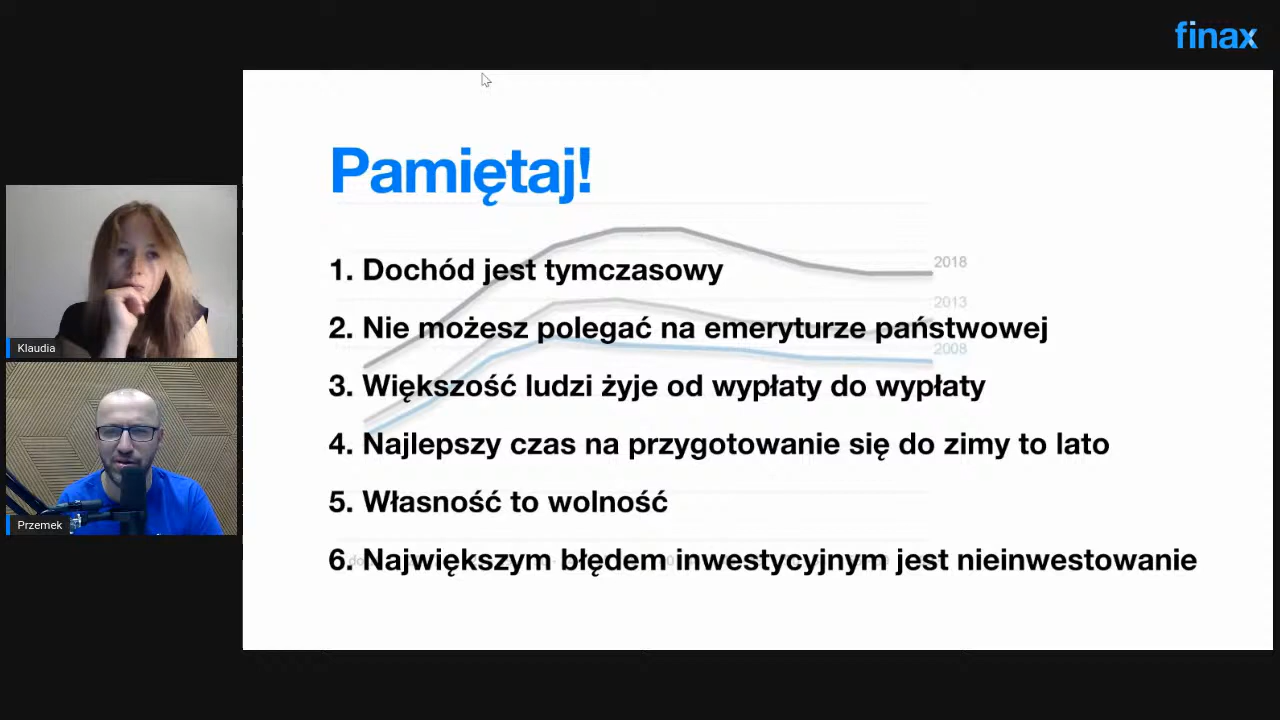 finax
Pamiętaj!
1. Dochód jest tymczasowy
2018
2013
2. Nie możesz polegać na emeryturze państwowej
2008
Klaudia
3. Większość ludzi żyje od wypłaty do wypłaty
4. Najlepszy czas na przygotowanie się do zimy to lato
5. Własność to wolność
Przemek
6. Największym błędem inwestycyjnym jest nieinwestowanie